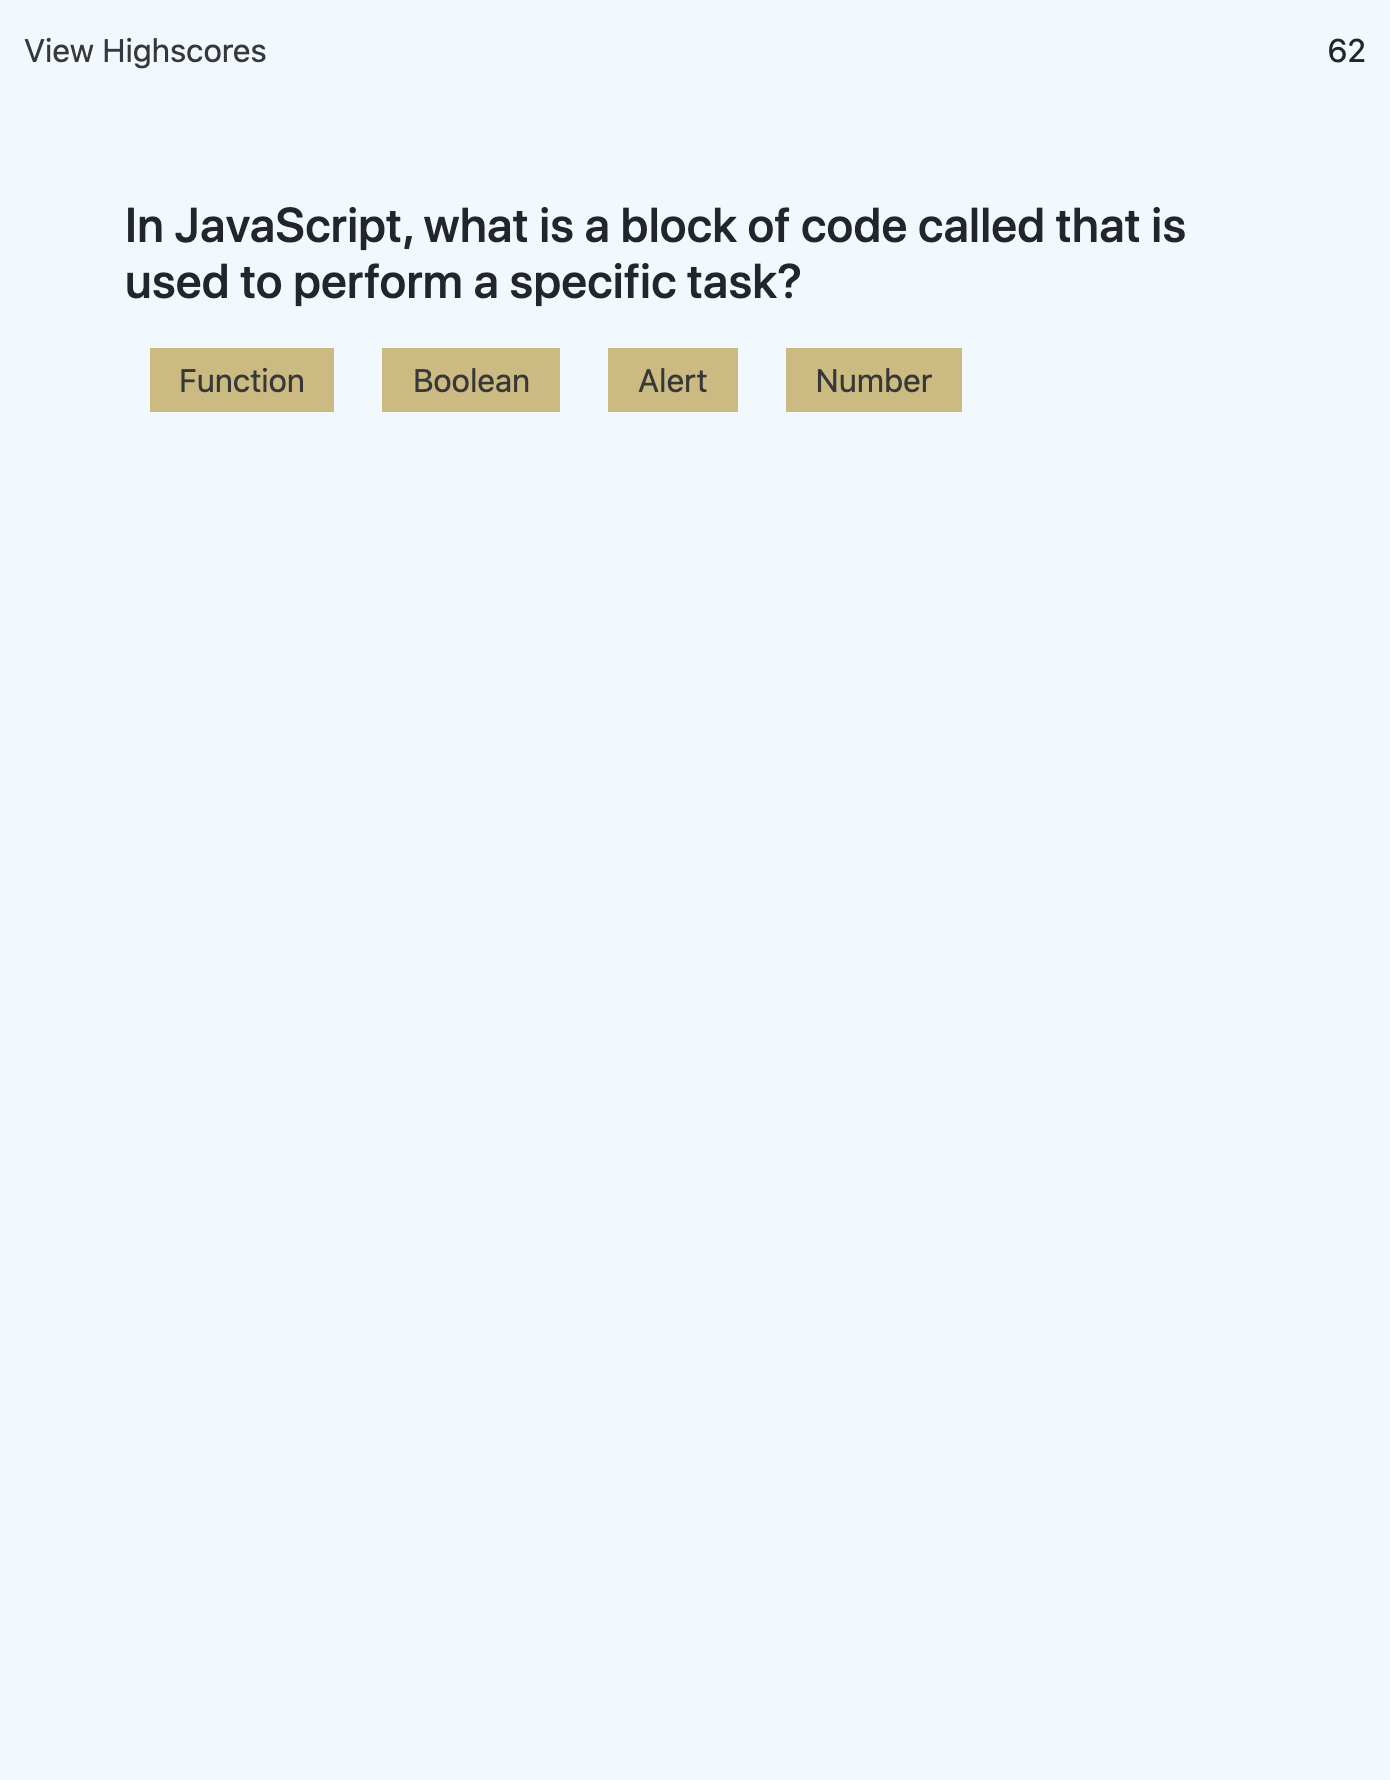 View Highscores
62
In JavaScript, what is a block of code called that is
used to perform a specific task?
Function
Boolean
Alert
Number